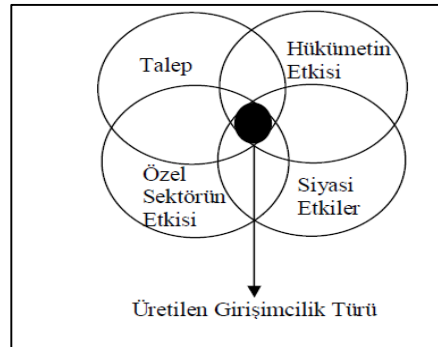 Talep
Hükümetin
Etkisi
Özel
Sektörün
Etkisi
Siyasi
Etkiler
Üretilen Girişimcilik Türü